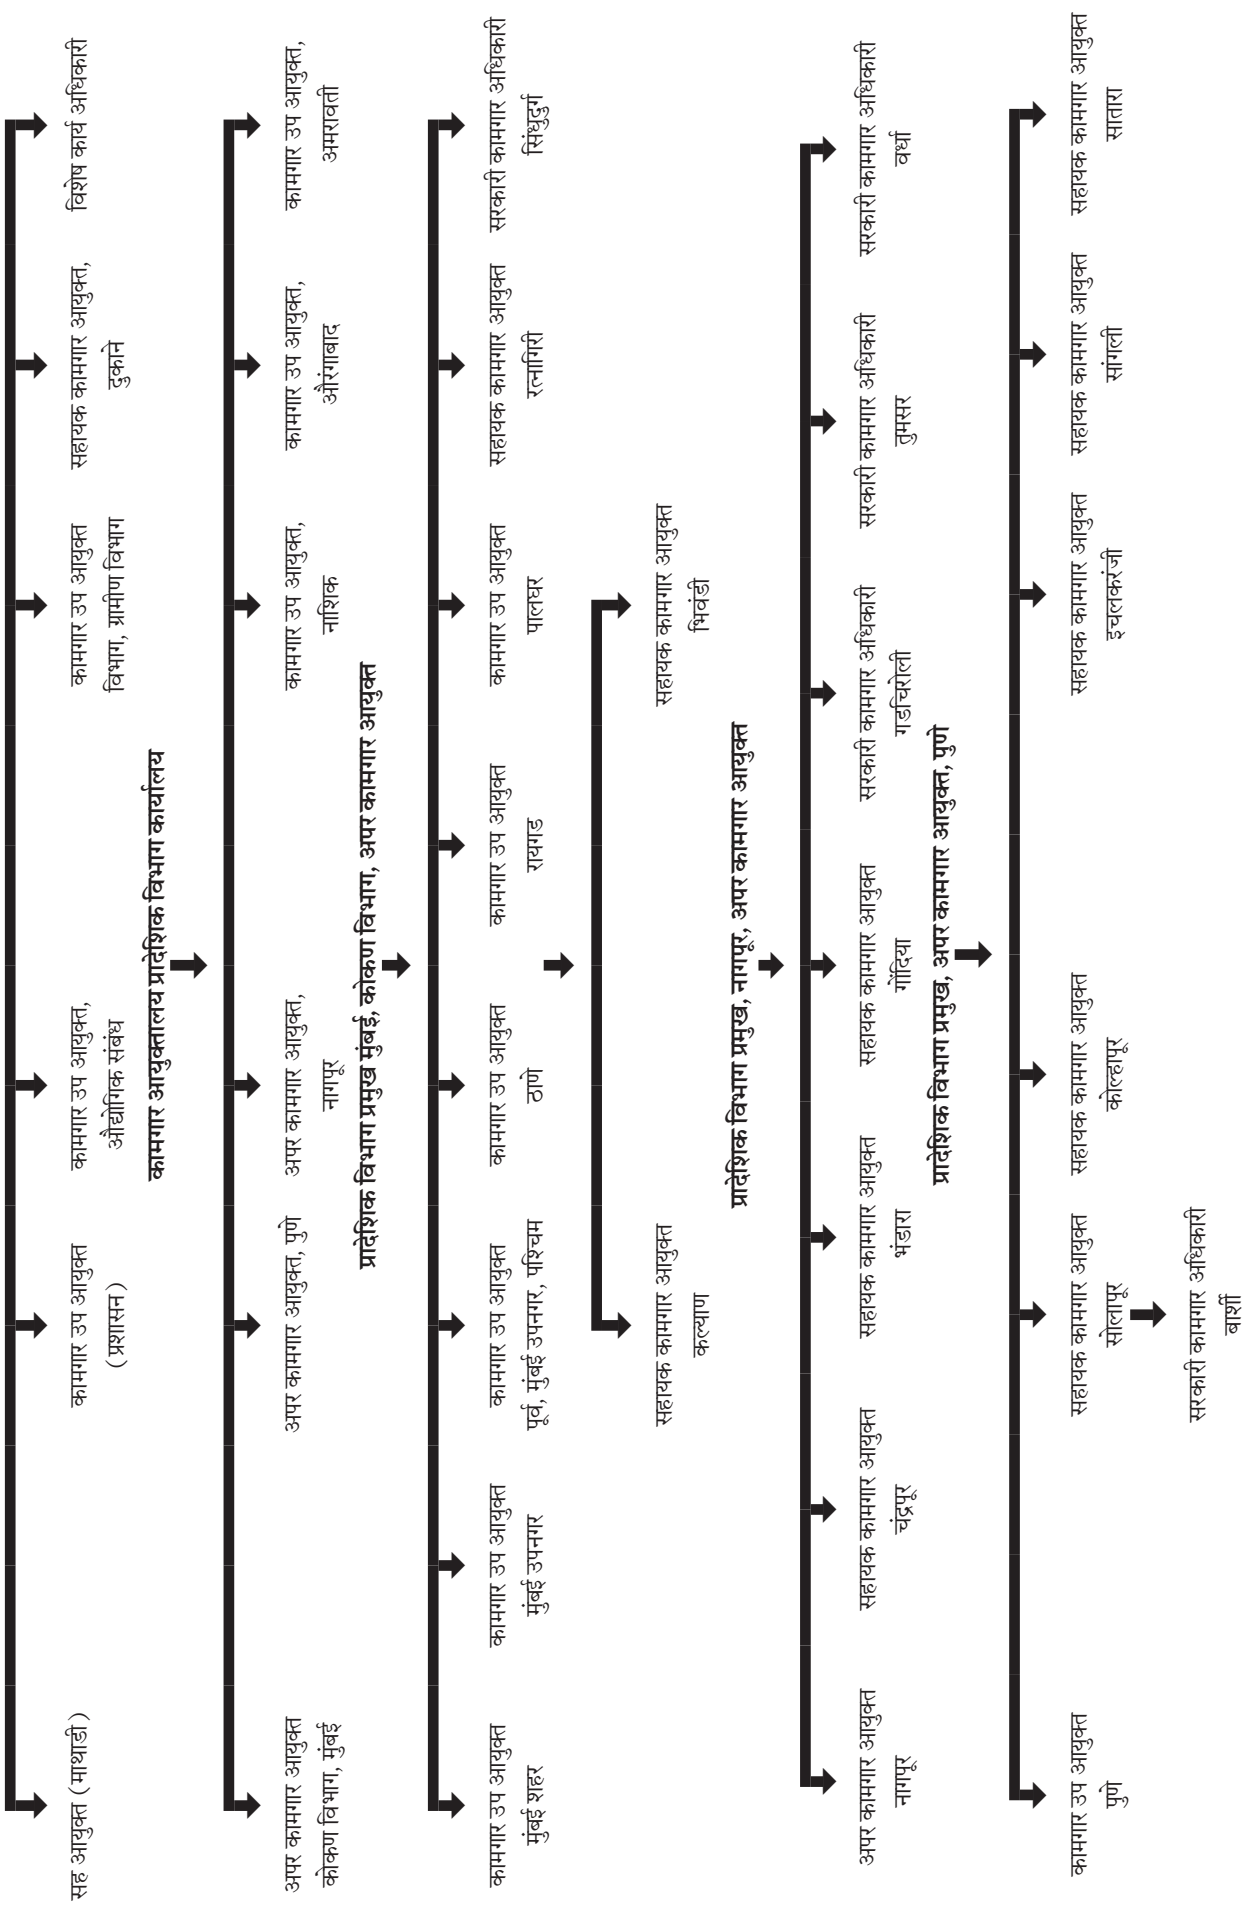 सह आयुक्त (माथाडी)
कामगार उप आयुक्त
(प्रशासन)
कामगार उप आयुक्त,
औद्योगिक संबंध
कामगार उप आयुक्त
विभाग, ग्रामीण विभाग
सहायक कामगार आयुक्त,
दुकाने
विशेष कार्य अधिकारी
कामगार आयुक्तालय प्रादेशिक विभाग कार्यालय
अपर कामगार आयुक्त
कोकण विभाग, मुंबई
अपर कामगार आयुक्त, पुणे
अपर कामगार आयुक्त,
नागपूर
कामगार उप आयुक्त,
नाशिक
कामगार उप आयुक्त,
औरंगाबाद
कामगार उप आयुक्त,
अमरावती
प्रादेशिक विभाग प्रमुख मुंबई, कोकण विभाग, अपर कामगार आयुक्त
कामगार उप आयुक्त
मुंबई शहर
कामगार उप आयुक्त
मुंबई उपनगर
कामगार उप आयुक्त
पूर्व, मुंबई उपनगर, पश्चिम
कामगार उप आयुक्त
ठाणे
कामगार उप आयुक्त
रायगड
कामगार उप आयुक्त
पालघर
सहायक कामगार आयुक्त
रत्नागिरी
सरकारी कामगार अधिकारी
सिंधुदुर्ग
सहायक कामगार आयुक्त
कल्याण
सहायक कामगार आयुक्त
भिवंडी
प्रादेशिक विभाग प्रमुख, नागपूर, अपर कामगार आयुक्त
अपर कामगार आयुक्त
नागपूर
सहायक कामगार आयुक्त
चंद्रपूर
सहायक कामगार आयुक्त
भंडारा
सहायक कामगार आयुक्त
गोंदिया
सरकारी कामगार अधिकारी
गडचिरोली
सरकारी कामगार अधिकारी
तुमसर
सरकारी कामगार अधिकारी
वर्धा
प्रादेशिक विभाग प्रमुख, अपर कामगार आयुक्त, पुणे
कामगार उप आयुक्त
पुणे
सहायक कामगार आयुक्त
सोलापूर
सहायक कामगार आयुक्त
कोल्हापूर
सहायक कामगार आयुक्त
इचलकरंजी
सहायक कामगार आयुक्त
सांगली
सहायक कामगार आयुक्त
सातारा
सरकारी कामगार अधिकारी
बार्शी